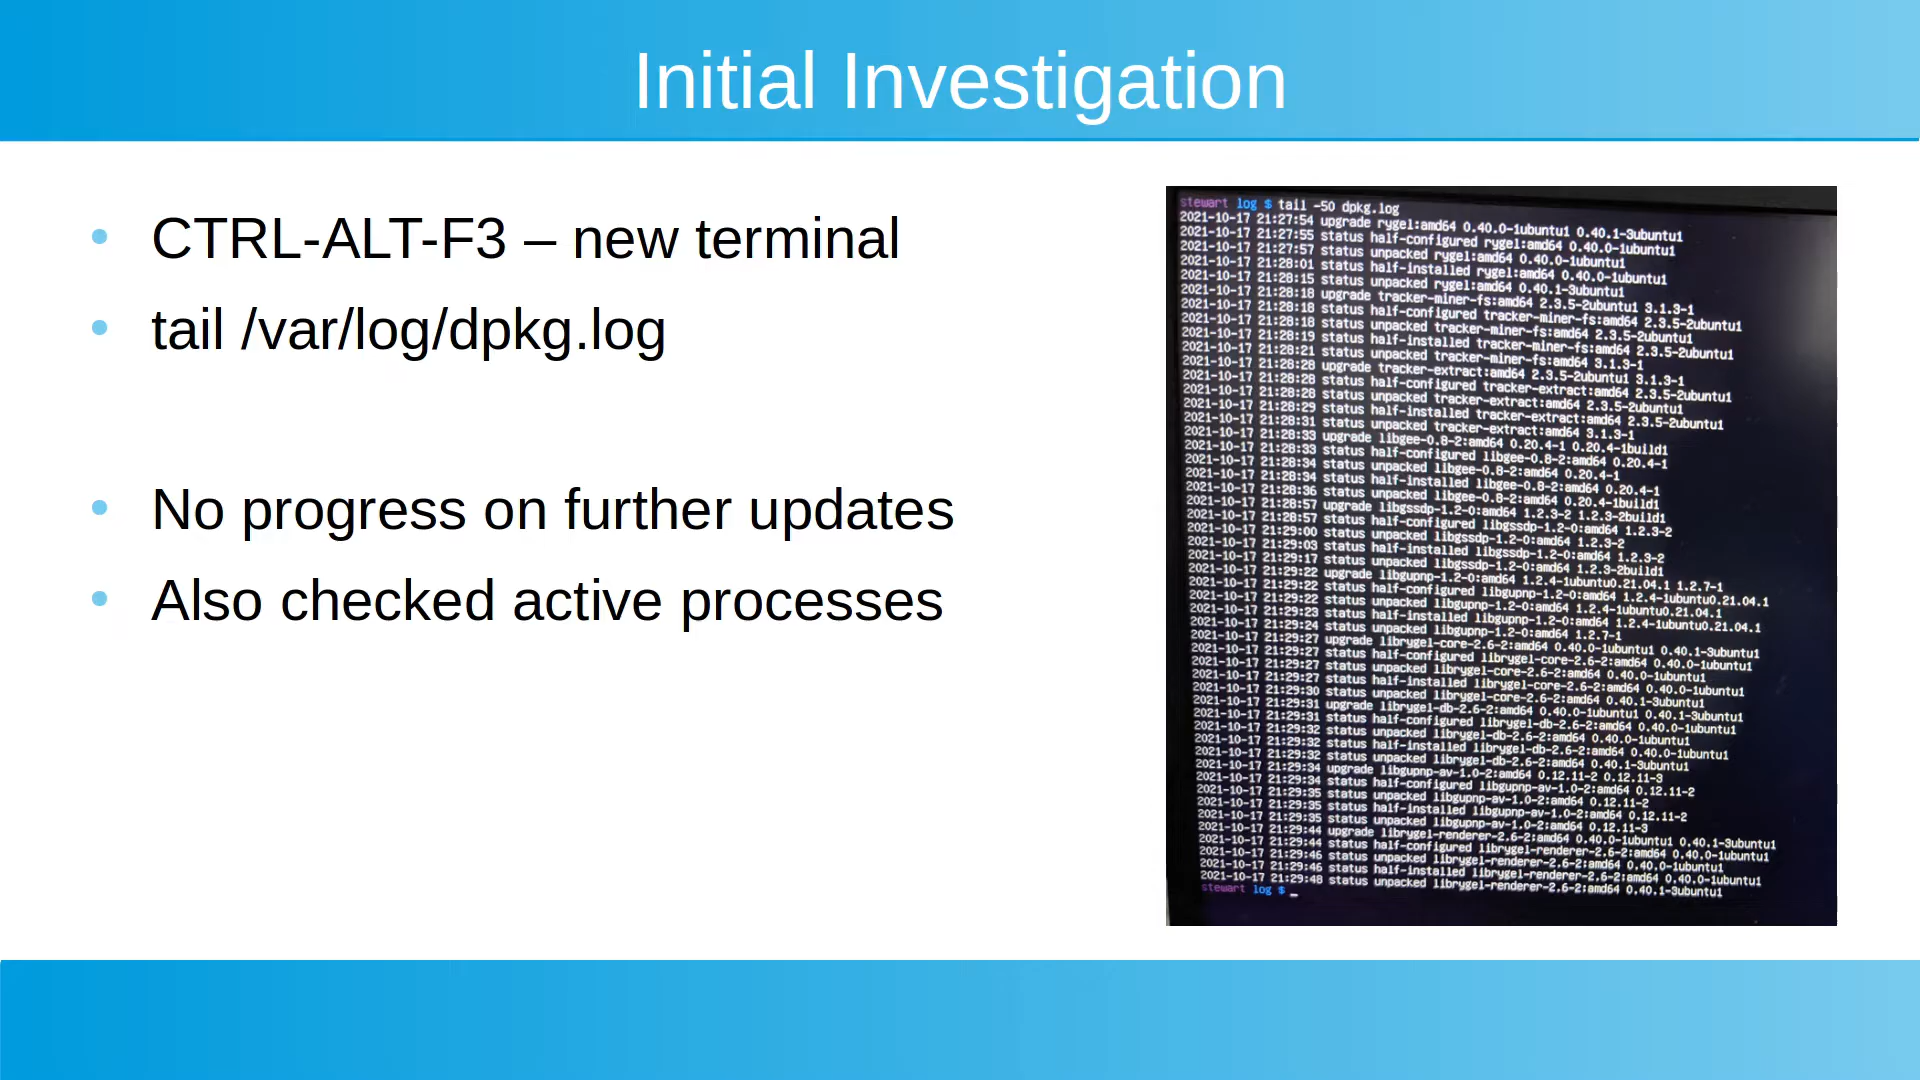 Initial Investigation
CTRL-ALT-F3 – new terminal
tail /var/log/dpkg.log
No progress on further updates
Also checked active processes
stewart log $ tail -50 dpkg.log
2021-10-17 21:27:54 upgrade rygel:amd64 0.40.0-1ubuntu1 0.40.1-3ubuntu1
2021-10-17 21:27:55 status half-configured rygel:amd64 0.40.0-1ubuntu1
2021-10-17 21:27:57 status unpacked rygel:amd64 0.40.0-1ubuntu1
2021-10-17 21:28:01 status half-installed rygel:amd64 0.40.0-1ubuntu1
2021-10-17 21:28:15 status unpacked rygel:amd64 0.40.1-3ubuntu1
2021-10-17 21:28:18 upgrade tracker-miner-fs:amd64 2.3.5-2ubuntu1 3.1.3-1
2021-10-17 21:28:18 status half-configured tracker-miner-fs:amd64 2.3.5-2ubuntu1
2021-10-17 21:28:18 status unpacked tracker-miner-fs:amd64 2.3.5-2ubuntu1
2021-10-17 21:28:19 status half-installed tracker-miner-fs:amd64 2.3.5-2ubuntu1
2021-10-17 21:28:21 status unpacked tracker-miner-fs:amd64 3.1.3-1
2021-10-17 21:28:28 upgrade tracker-extract:amd64 2.3.5-2ubuntu1 3.1.3-1
2021-10-17 21:28:28 status half-configured tracker-extract:amd64 2.3.5-2ubuntu1
2021-10-17 21:28:28 status unpacked tracker-extract:amd64 2.3.5-2ubuntu1
2021-10-17 21:28:29 status half-installed tracker-extract:amd64 2.3.5-2ubuntu1
2021-10-17 21:28:31 status unpacked tracker-extract:amd64 3.1.3-1
2021-10-17 21:28:33 upgrade libgee-0.8-2:amd64 0.20.4-1 0.20.4-1build1
2021-10-17 21:28:33 status half-configured libgee-0.8-2:amd64 0.20.4-1
2021-10-17 21:28:34 status unpacked libgee-0.8-2:amd64 0.20.4-1
2021-10-17 21:28:34 status half-installed libgee-0.8-2:amd64 0.20.4-1
2021-10-17 21:28:36 status unpacked libgee-0.8-2:amd64 0.20.4-1build1
2021-10-17 21:28:57 upgrade libgssdp-1.2-0:amd64 1.2.3-2 1.2.3-2build1
2021-10-17 21:28:57 status half-configured libgssdp-1.2-0:amd64 1.2.3-2
2021-10-17 21:29:00 status unpacked libgssdp-1.2-0:amd64 1.2.3-2
2021-10-17 21:29:03 status half-installed libgssdp-1.2-0:amd64 1.2.3-2
2021-10-17 21:29:17 status unpacked libgssdp-1.2-0:amd64 1.2.3-2build1
2021-10-17 21:29:22 upgrade libgupnp-1.2-0:amd64 1.2.4-1ubuntu0.21.04.1 1.2.7-1
2021-10-17 21:29:22 status half-configured libgupnp-1.2-0:amd64 1.2.4-1ubuntu0.21.04.1
2021-10-17 21:29:22 status unpacked libgupnp-1.2-0:amd64 1.2.4-1ubuntu0.21.04.1
2021-10-17 21:29:23 status half-installed libgupnp-1.2-0:amd64 1.2.4-1ubuntu0.21.04.1
2021-10-17 21:29:24 status unpacked libgupnp-1.2-0:amd64 1.2.7-1
2021-10-17 21:29:27 upgrade librygel-core-2.6-2:amd64 0.40.0-1ubuntu1 0.40.1-3ubuntu1
2021-10-17 21:29:27 status half-configured librygel-core-2.6-2:amd64 0.40.0-1ubuntu1
2021-10-17 21:29:27 status unpacked librygel-core-2.6-2:amd64 0.40.0-1ubuntu1
2021-10-17 21:29:27 status half-installed librygel-core-2.6-2:amd64 0.40.0-1ubuntu1
2021-10-17 21:29:30 status unpacked librygel-core-2.6-2:amd64 0.40.1-3ubuntu1
2021-10-17 21:29:31 upgrade librygel-db-2.6-2:amd64 0.40.0-1ubuntu1 0.40.1-3ubuntu1
2021-10-17 21:29:31 status half-configured librygel-db-2.6-2:amd64 0.40.0-1ubuntu1
2021-10-17 21:29:32 status unpacked librygel-db-2.6-2:amd64 0.40.0-1ubuntu1
2021-10-17 21:29:32 status half-installed librygel-db-2.6-2:amd64 0.40.0-1ubuntu1
2021-10-17 21:29:32 status unpacked librygel-db-2.6-2:amd64 0.40.1-3ubuntu1
2021-10-17 21:29:34 upgrade libgupnp-av-1.0-2:amd64 0.12.11-2 0.12.11-3
2021-10-17 21:29:34 status half-configured libgupnp-av-1.0-2:amd64 0.12.11-2
2021-10-17 21:29:35 status unpacked libgupnp-av-1.0-2:amd64 0.12.11-2
2021-10-17 21:29:35 status half-installed libgupnp-av-1.0-2:amd64 0.12.11-2
2021-10-17 21:29:35 status unpacked libgupnp-av-1.0-2:amd64 0.12.11-3
2021-10-17 21:29:44 upgrade librygel-renderer-2.6-2:amd64 0.40.0-1ubuntu1 0.40.1-3ubuntu1
2021-10-17 21:29:44 status half-configured librygel-renderer-2.6-2:amd64 0.40.0-1ubuntu1
2021-10-17 21:29:46 status unpacked librygel-renderer-2.6-2:amd64 0.40.0-1ubuntu1
2021-10-17 21:29:46 status half-installed librygel-renderer-2.6-2:amd64 0.40.0-1ubuntu1
2021-10-17 21:29:48 status unpacked librygel-renderer-2.6-2:amd64 0.40.1-3ubuntu1
stewart log $ _